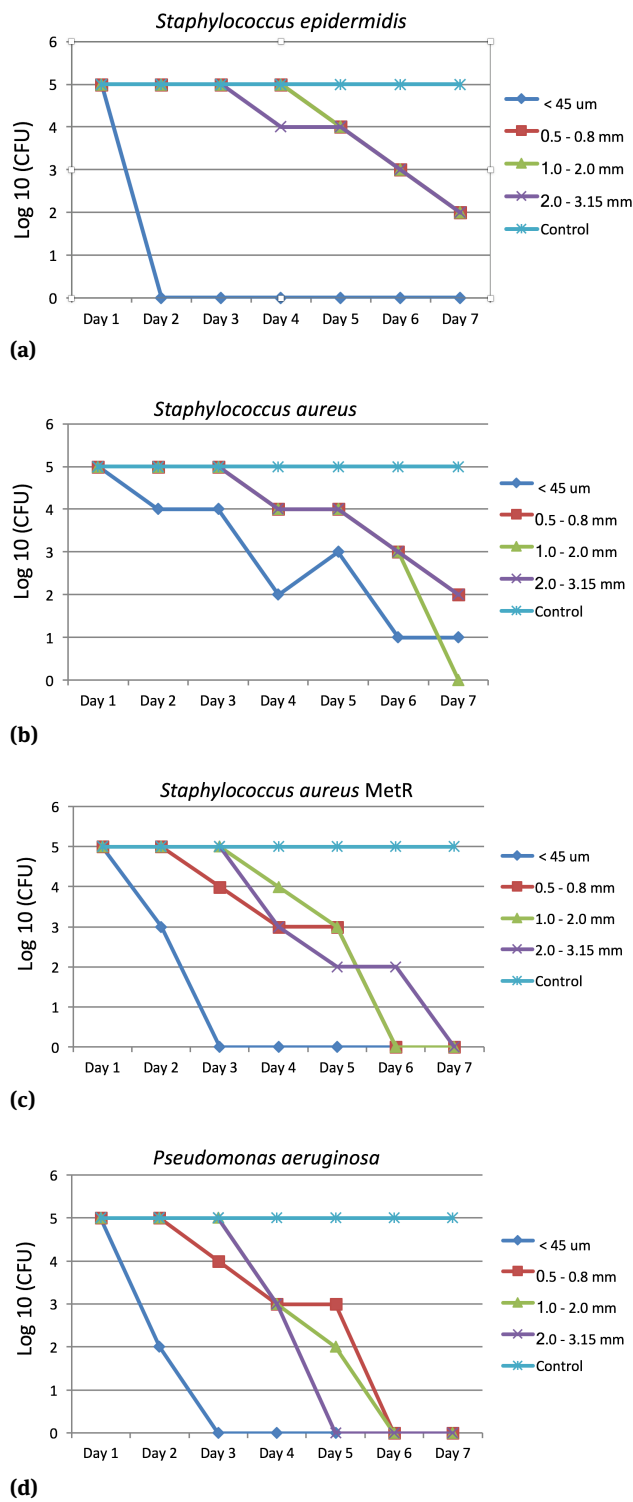 Staphylococcus epidermidis
Log 10 (CFU)
6
5
4
3
2
1
0
Day 1 Day 2 Day 3 Day 4 Day 5 Day 6 Day 7
< 45 um
0.5 - 0.8 mm
1.0 - 2.0 mm
2.0 - 3.15 mm
Control
(a)
Staphylococcus aureus
Log 10 (CFU)
6
5
4
3
2
1
0
Day 1 Day 2 Day 3 Day 4 Day 5 Day 6 Day 7
< 45 um
0.5 - 0.8 mm
1.0 - 2.0 mm
2.0 - 3.15 mm
Control
(b)
Staphylococcus aureus MetR
Log 10 (CFU)
6
5
4
3
2
1
0
Day 1 Day 2 Day 3 Day 4 Day 5 Day 6 Day 7
< 45 um
0.5 - 0.8 mm
1.0 - 2.0 mm
2.0 - 3.15 mm
Control
(c)
Pseudomonas aeruginosa
Log 10 (CFU)
6
5
4
3
2
1
0
Day 1 Day 2 Day 3 Day 4 Day 5 Day 6 Day 7
< 45 um
0.5 - 0.8 mm
1.0 - 2.0 mm
2.0 - 3.15 mm
Control
(d)